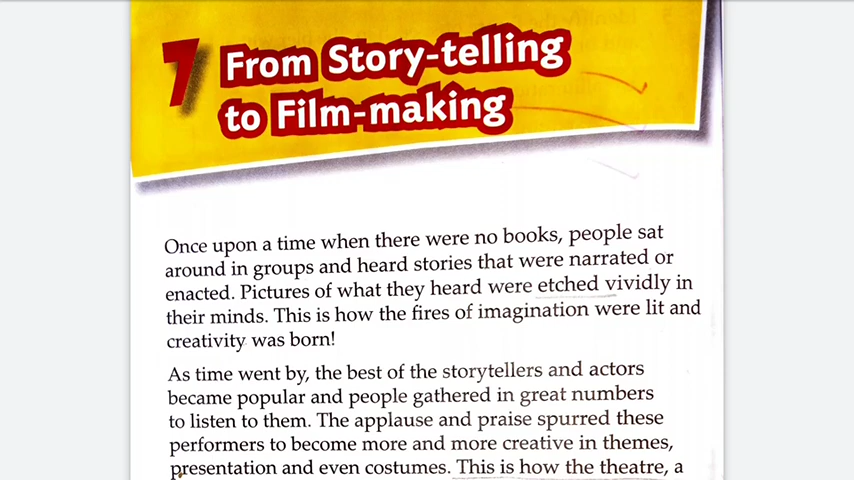 7 From Story-telling
to Film-making
Once upon a time when there were no books, people sat
around in groups and heard stories that were narrated or
enacted. Pictures of what they heard were etched vividly in
their minds. This is how the fires of imagination were lit and
creativity was born!
As time went by, the best of the storytellers and actors
became popular and people gathered in great numbers
to listen to them. The applause and praise spurred these
performers to become more and more creative in themes,
presentation and even costumes. This is how the theatre, a